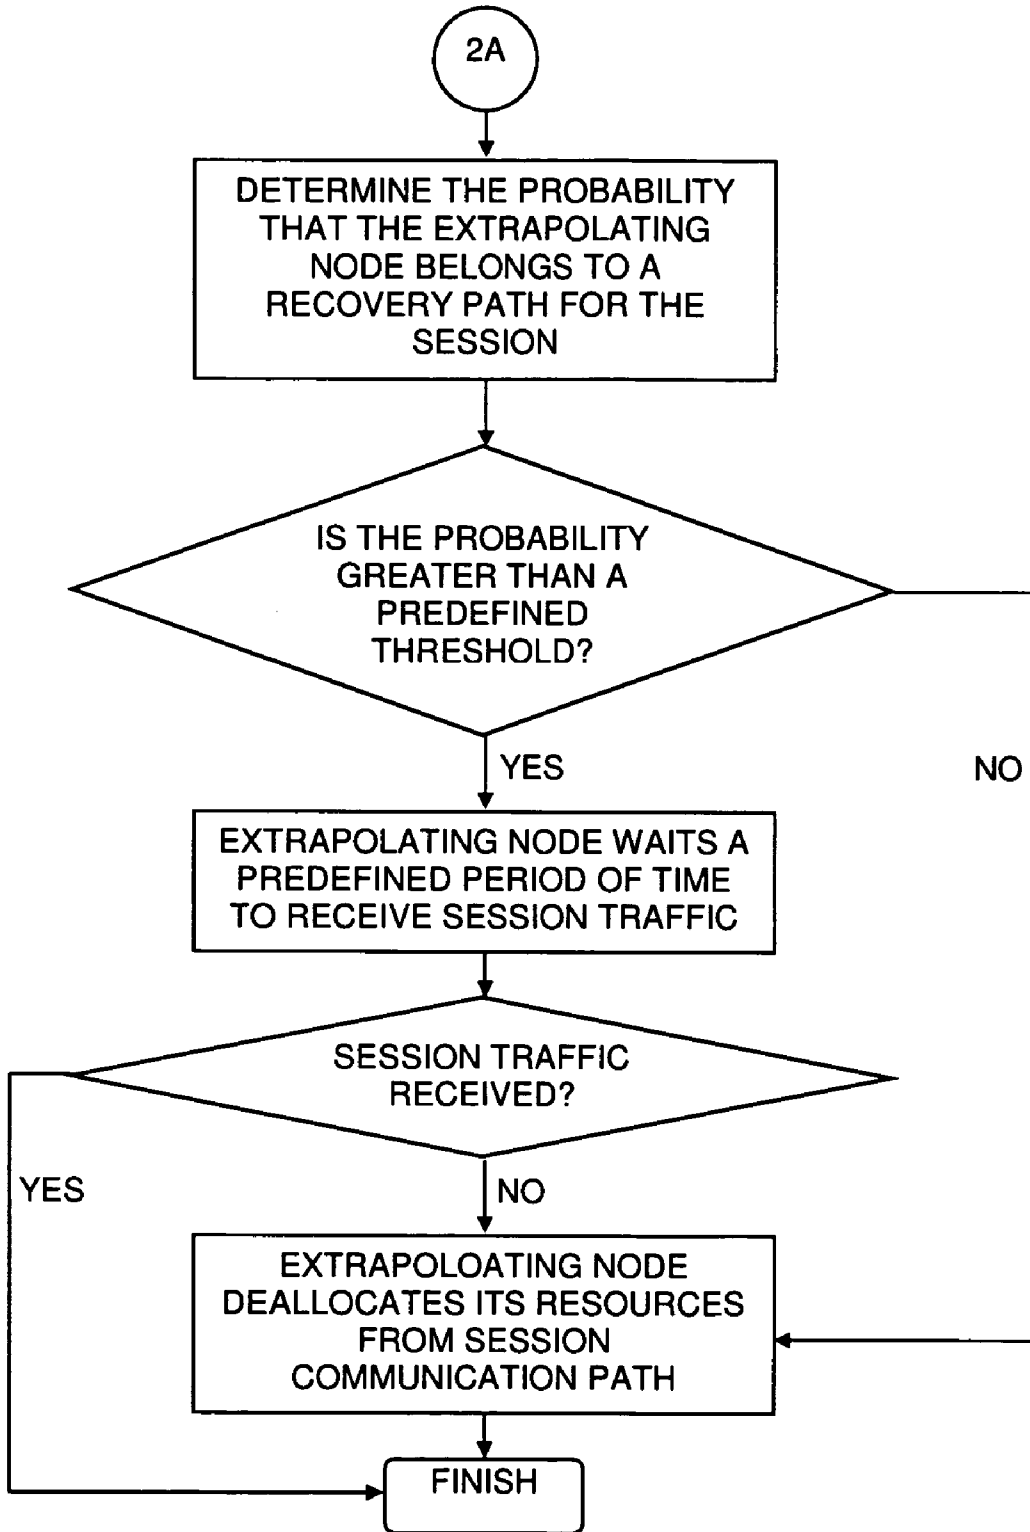 2A
DETERMINE THE PROBABILITY
THAT THE EXTRAPOLATING
NODE BELONGS TO A
RECOVERY PATH FOR THE
SESSION
IS THE PROBABILITY
GREATER THAN A
PREDEFINED
THRESHOLD?
YES
NO
EXTRAPOLATING NODE WAITS A
PREDEFINED PERIOD OF TIME
TO RECEIVE SESSION TRAFFIC
SESSION TRAFFIC
RECEIVED?
YES
NO
EXTRAPOLOATING NODE
DEALLOCATES ITS RESOURCES
FROM SESSION
COMMUNICATION PATH
FINISH